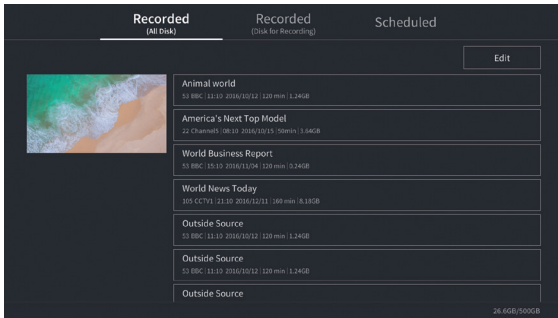 Recorded
(All Disk)
Recorded
(Disk for Recording)
Scheduled
Edit
Animal world
53 BBC | 11:10 2016/10/12 | 120 min | 1.24GB
America's Next Top Model
22 Channel5 | 08:10 2016/10/15 | 50min | 3.64GB
World Business Report
53 BBC | 15:10 2016/11/04 | 120 min | 0.24GB
World News Today
105 CCTV1 | 21:10 2016/12/11 | 160 min | 8.18GB
Outside Source
53 BBC | 11:10 2016/10/12 | 120 min | 1.24GB
Outside Source
53 BBC | 11:10 2016/10/12 | 120 min | 1.24GB
Outside Source
26.6GB/500GB